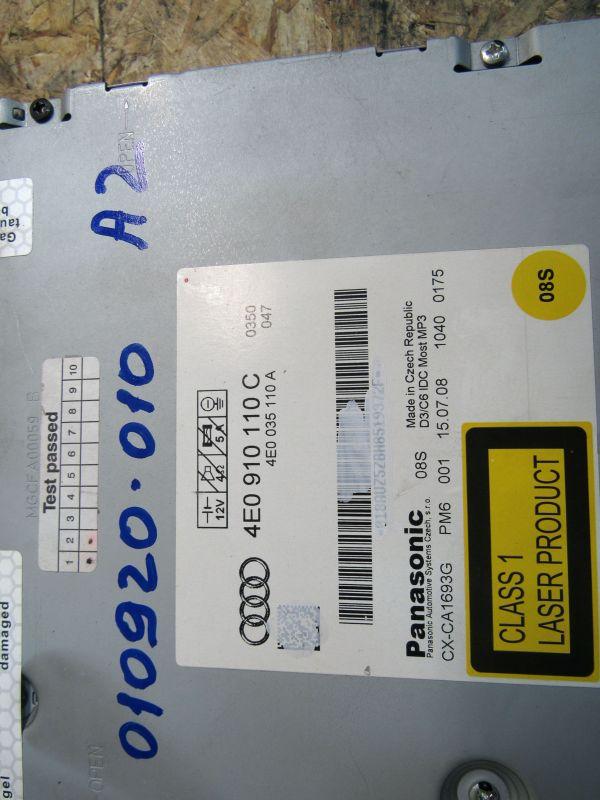 A2
OPEN
010920.010
MGCF A00059 B
Test passed
1 2 3 4 5 6 7 8 9 10
12V 4Ω 5A
4E0 910 110 C
0350
4E0 035 110 A
047
Panasonic
08S
Made in Czech Republic
Panasonic Automotive Systems Czech, s.r.o.
D3/C6 IDC Most MP3
CX-CA1693G PM6 001 15.07.08 1040 0175
08S
CLASS 1
LASER PRODUCT
OPEN
damaged
gel
Ga
tau
b